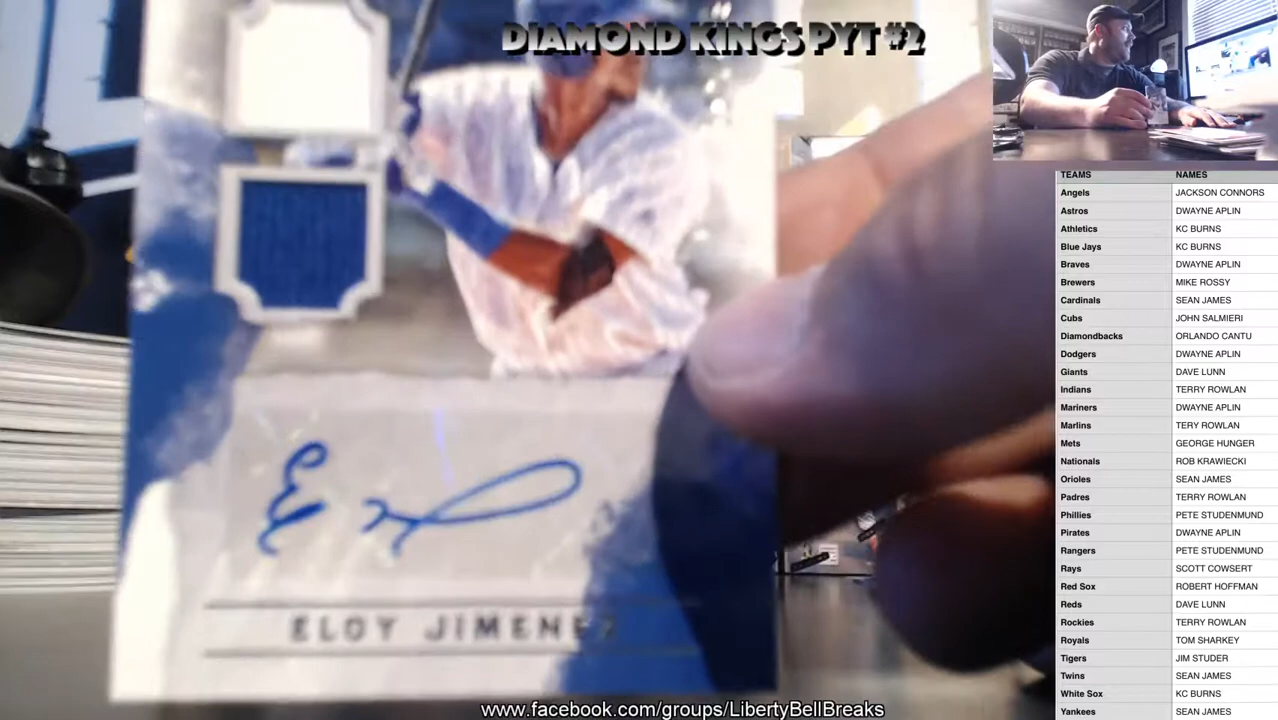 DIAMOND KINGS PYT #2
ELOY JIMENEZ
www.facebook.com/groups/LibertyBellBreaks
TEAMS NAMES
Angels JACKSON CONNORS
Astros DWAYNE APLIN
Athletics KC BURNS
Blue Jays KC BURNS
Braves DWAYNE APLIN
Brewers MIKE ROSSY
Cardinals SEAN JAMES
Cubs JOHN SALMIERI
Diamondbacks ORLANDO CANTU
Dodgers DWAYNE APLIN
Giants DAVE LUNN
Indians TERRY ROWLAN
Mariners DWAYNE APLIN
Marlins TERY ROWLAN
Mets GEORGE HUNGER
Nationals ROB KRAWIECKI
Orioles SEAN JAMES
Padres TERRY ROWLAN
Phillies PETE STUDENMUND
Pirates DWAYNE APLIN
Rangers PETE STUDENMUND
Rays SCOTT COWSERT
Red Sox ROBERT HOFFMAN
Reds DAVE LUNN
Rockies TERRY ROWLAN
Royals TOM SHARKEY
Tigers JIM STUDER
Twins SEAN JAMES
White Sox KC BURNS
Yankees SEAN JAMES